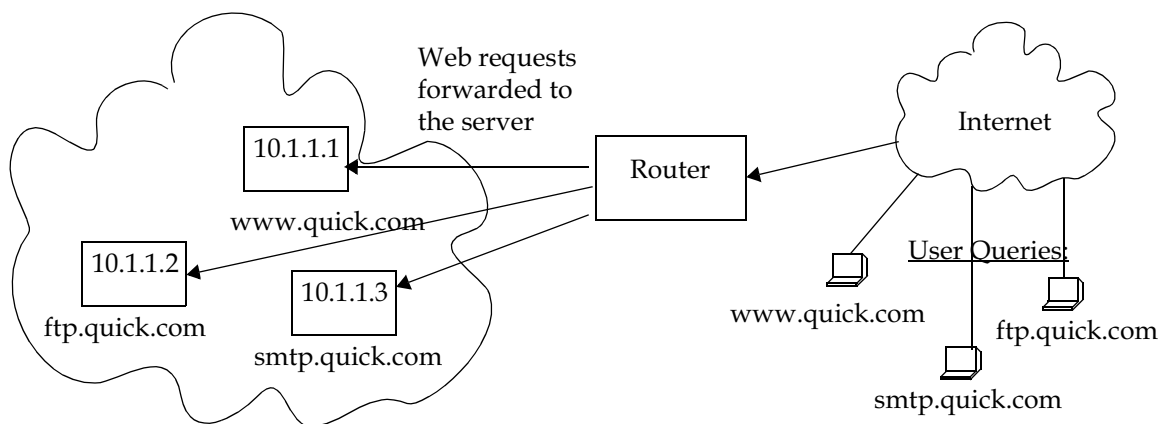 Web requests
forwarded to
the server
Internet
10.1.1.1
Router
www.quick.com
10.1.1.2
User Queries:
10.1.1.3
ftp.quick.com
www.quick.com
ftp.quick.com
smtp.quick.com
smtp.quick.com